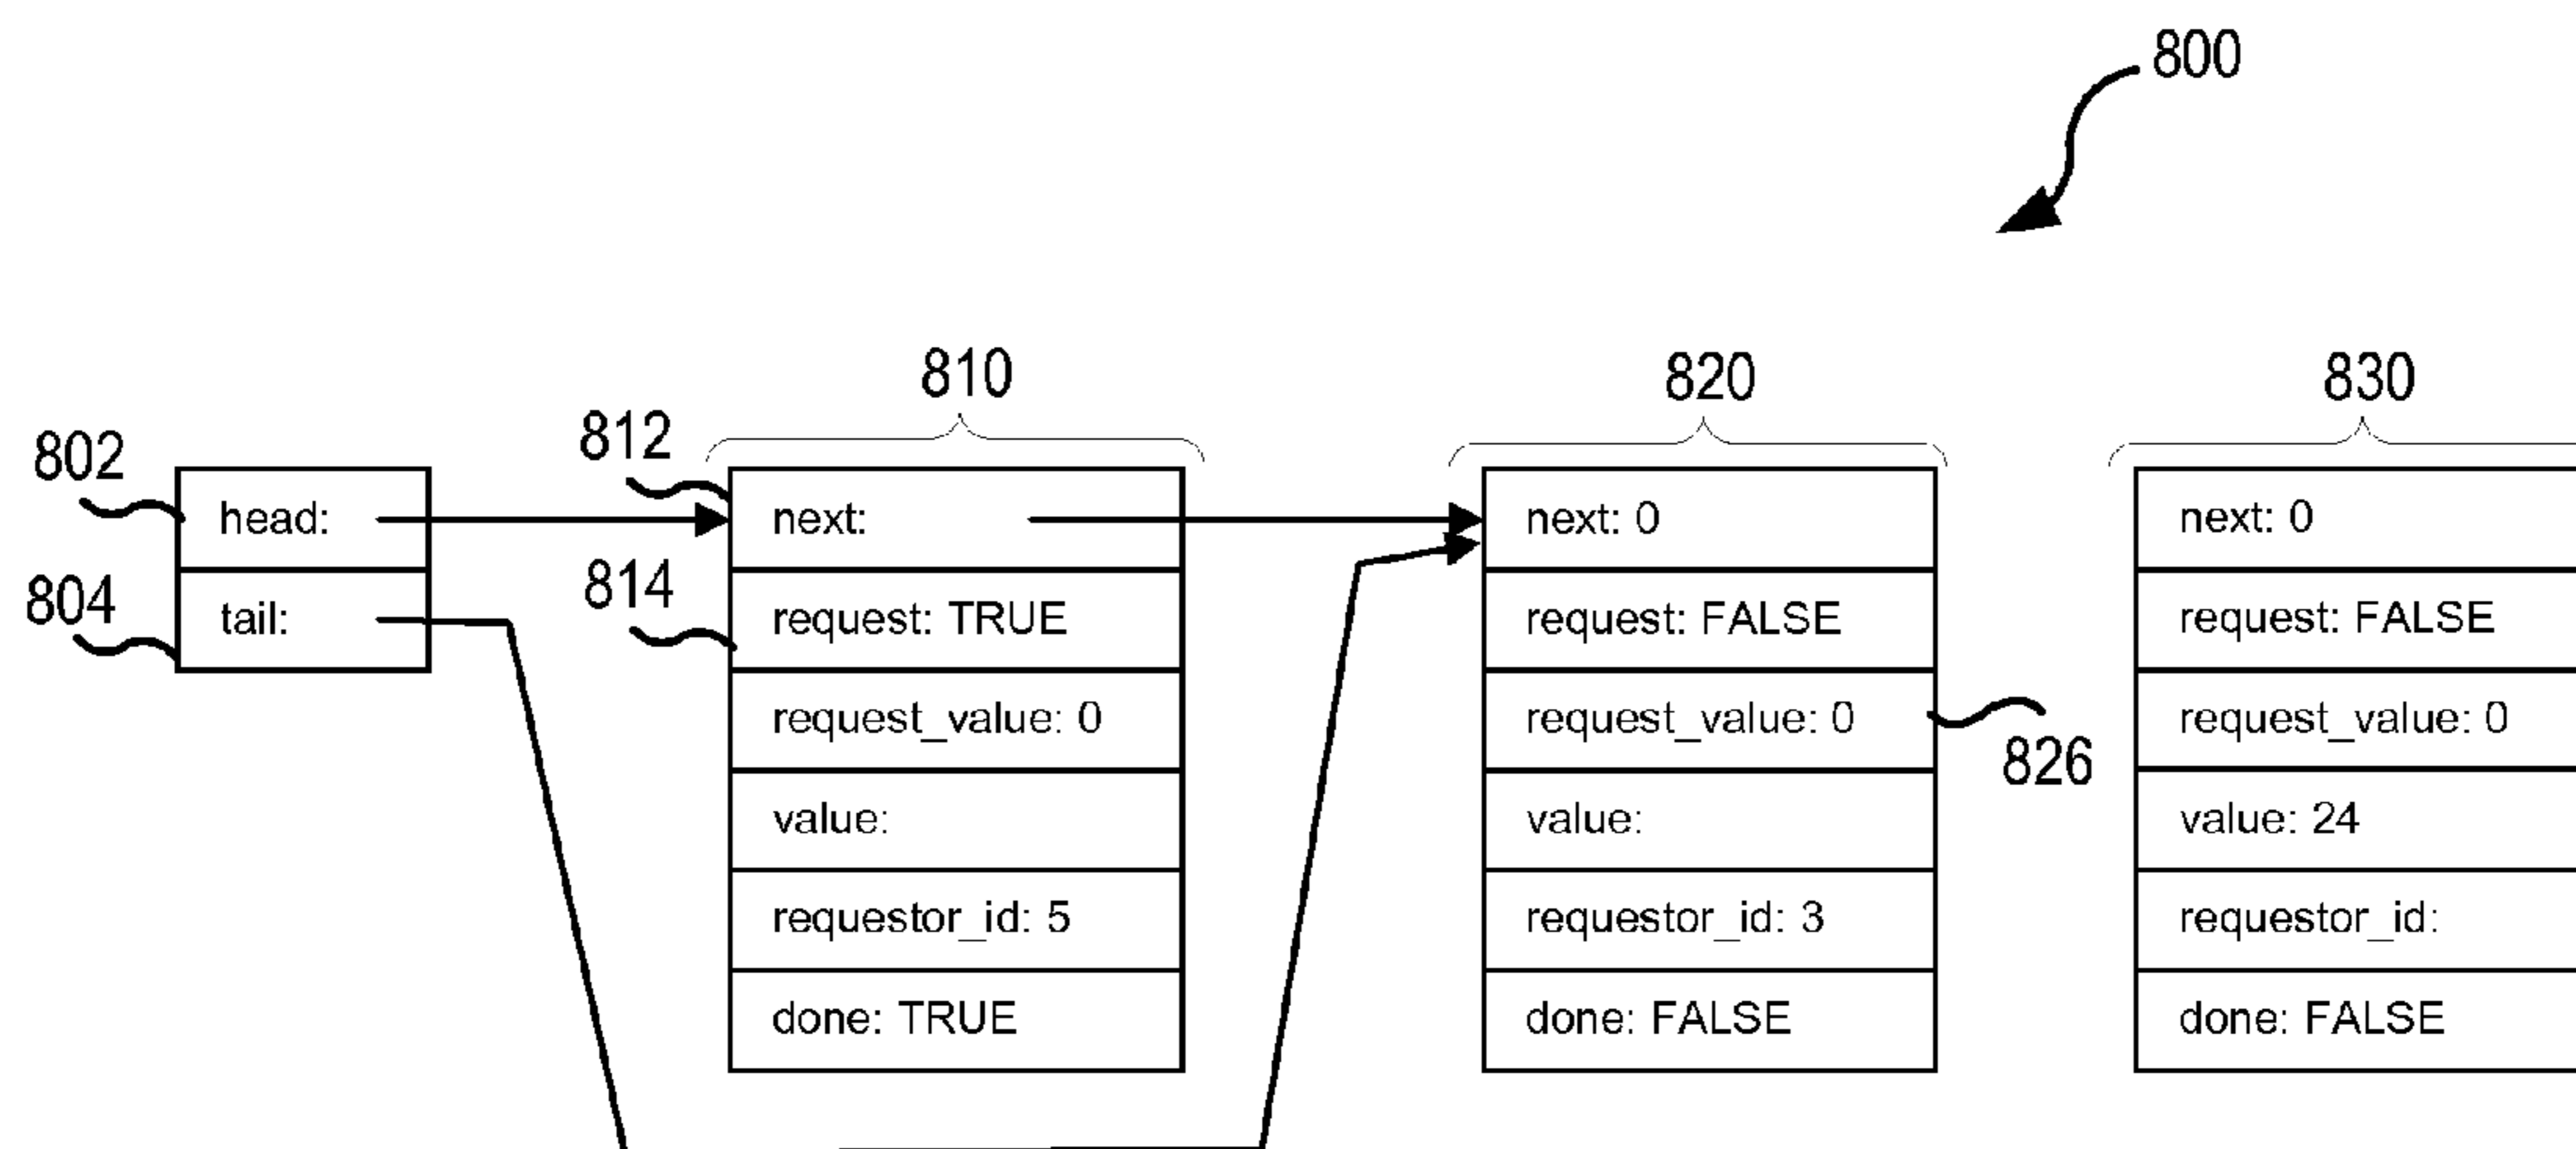 800
810
820
830
802
812
head:
next:
next: 0
next: 0
804
814
tail:
request: TRUE
request: FALSE
request: FALSE
request_value: 0
request_value: 0
826
request_value: 0
value:
value:
value: 24
requestor_id: 5
requestor_id: 3
requestor_id:
done: TRUE
done: FALSE
done: FALSE